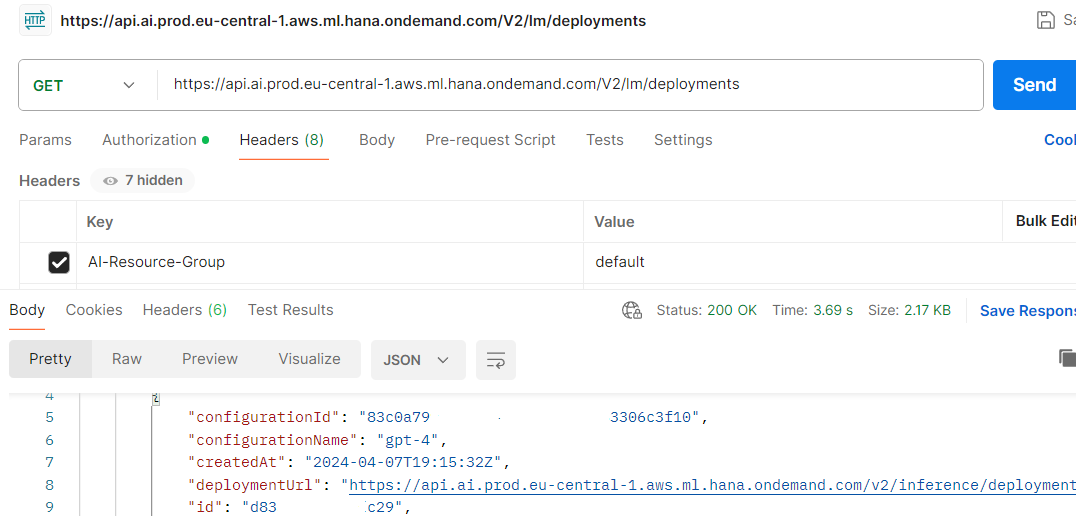 HTTP https://api.ai.prod.eu-central-1.aws.ml.hana.ondemand.com/V2/lm/deployments
GET https://api.ai.prod.eu-central-1.aws.ml.hana.ondemand.com/V2/lm/deployments Send
Params Authorization Headers (8) Body Pre-request Script Tests Settings
Headers 7 hidden
Key Value Bulk Edit
AI-Resource-Group default
Body Cookies Headers (6) Test Results Status: 200 OK Time: 3.69 s Size: 2.17 KB Save Respons
Pretty Raw Preview Visualize JSON
4 {
5 "configurationId": "83c0a79 3306c3f10",
6 "configurationName": "gpt-4",
7 "createdAt": "2024-04-07T19:15:32Z",
8 "deploymentUrl": "https://api.ai.prod.eu-central-1.aws.ml.hana.ondemand.com/v2/inference/deployment
9 "id": "d83 c29",